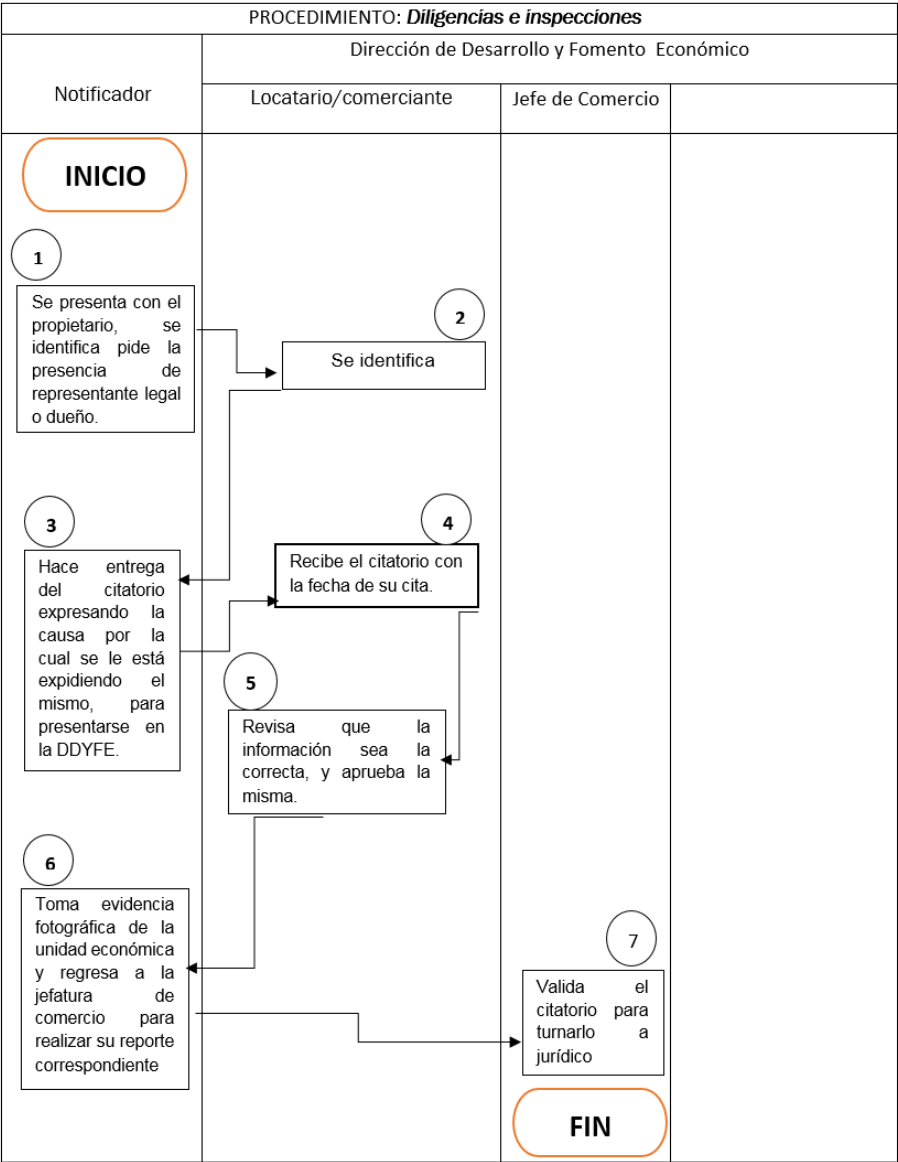 PROCEDIMIENTO: Diligencias e inspecciones
Dirección de Desarrollo y Fomento Económico
Notificador
Locatario/comerciante
Jefe de Comercio
INICIO
1
Se presenta con el
propietario, se
identifica pide la
presencia de
representante legal
o dueño.
2
Se identifica
3
Hace entrega
del citatorio
expresando la
causa por la
cual se le está
expidiendo el
mismo, para
presentarse en
la DDYFE.
4
Recibe el citatorio con
la fecha de su cita.
5
Revisa que la
información sea la
correcta, y aprueba la
misma.
6
Toma evidencia
fotográfica de la
unidad económica
y regresa a la
jefatura de
comercio para
realizar su reporte
correspondiente
7
Valida el
citatorio para
turnarlo a
jurídico
FIN